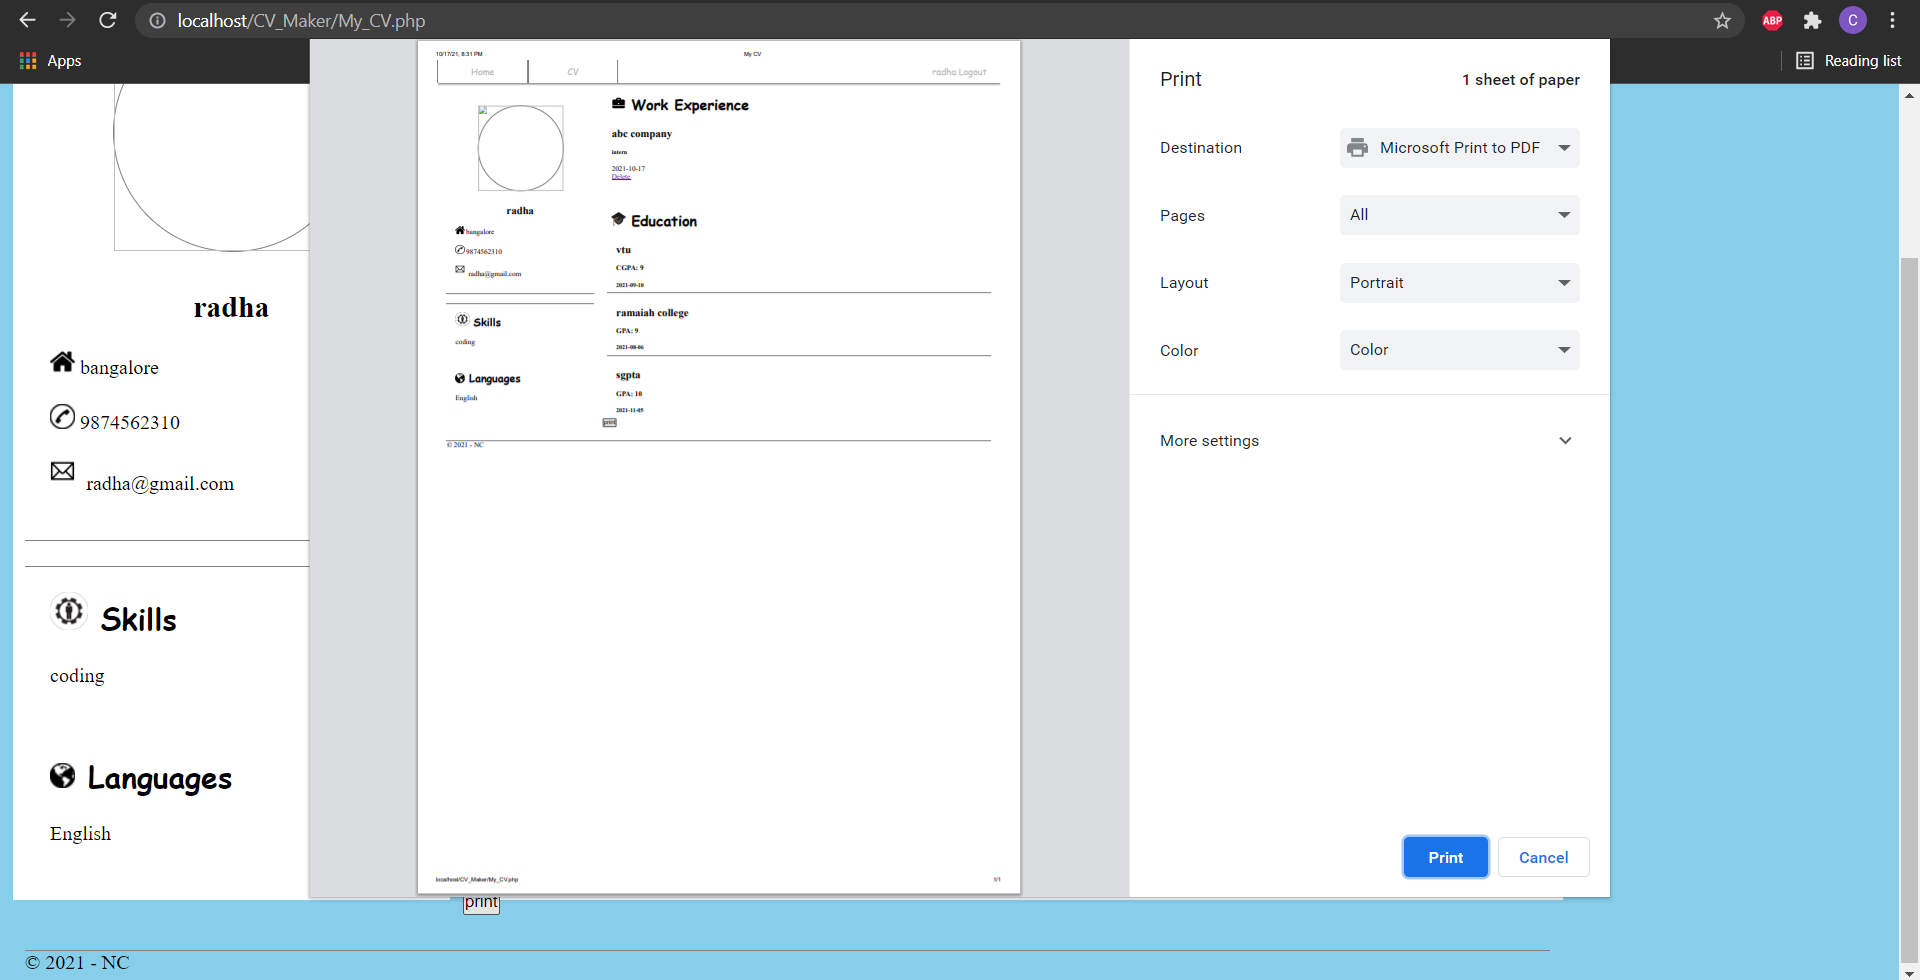 localhost/CV_Maker/My_CV.php
ABP
C
Apps
Reading list
radha
bangalore
9874562310
radha@gmail.com
Skills
coding
Languages
English
print
© 2021 - NC
10/17/21, 8:31 PM
My CV
Home
CV
radha Logout
radha
bangalore
9874562310
radha@gmail.com
Skills
coding
Languages
English
Work Experience
abc company
intern
2021-10-17
Delete
Education
vtu
CGPA: 9
2021-09-10
ramaiah college
GPA: 9
2021-08-06
sgpta
GPA: 10
2021-11-05
print
© 2021 - NC
localhost/CV_Maker/My_CV.php
1/1
Print
1 sheet of paper
Destination
Microsoft Print to PDF
Pages
All
Layout
Portrait
Color
Color
More settings
Print
Cancel